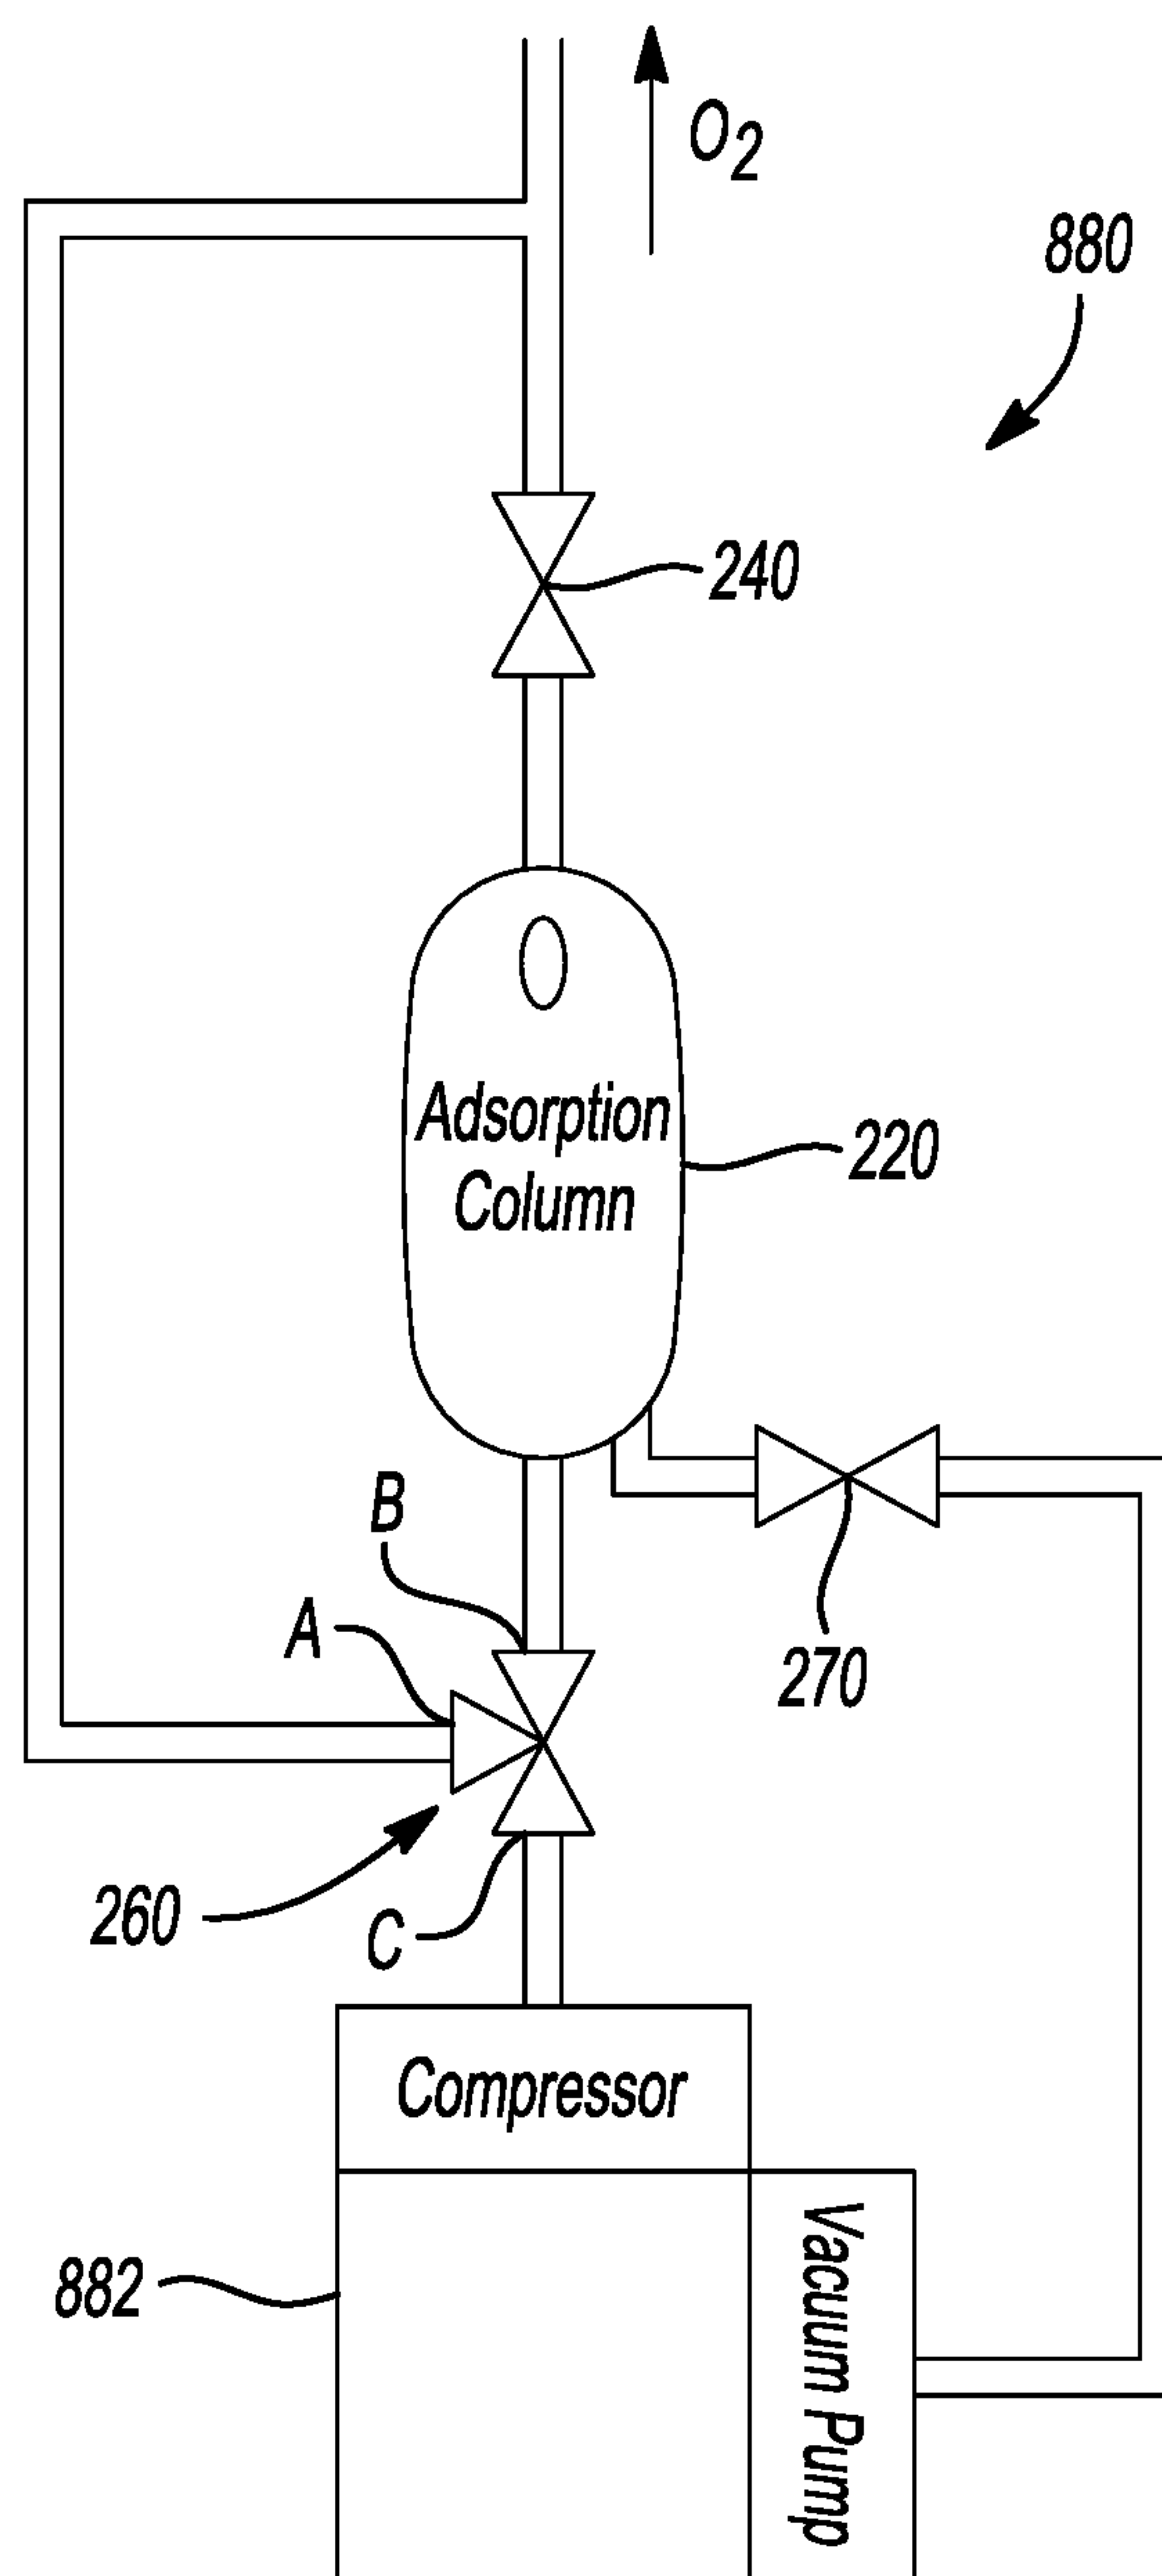 O2
880
240
Adsorption
Column
220
B
A
270
260
C
Compressor
882
Vacuum Pump